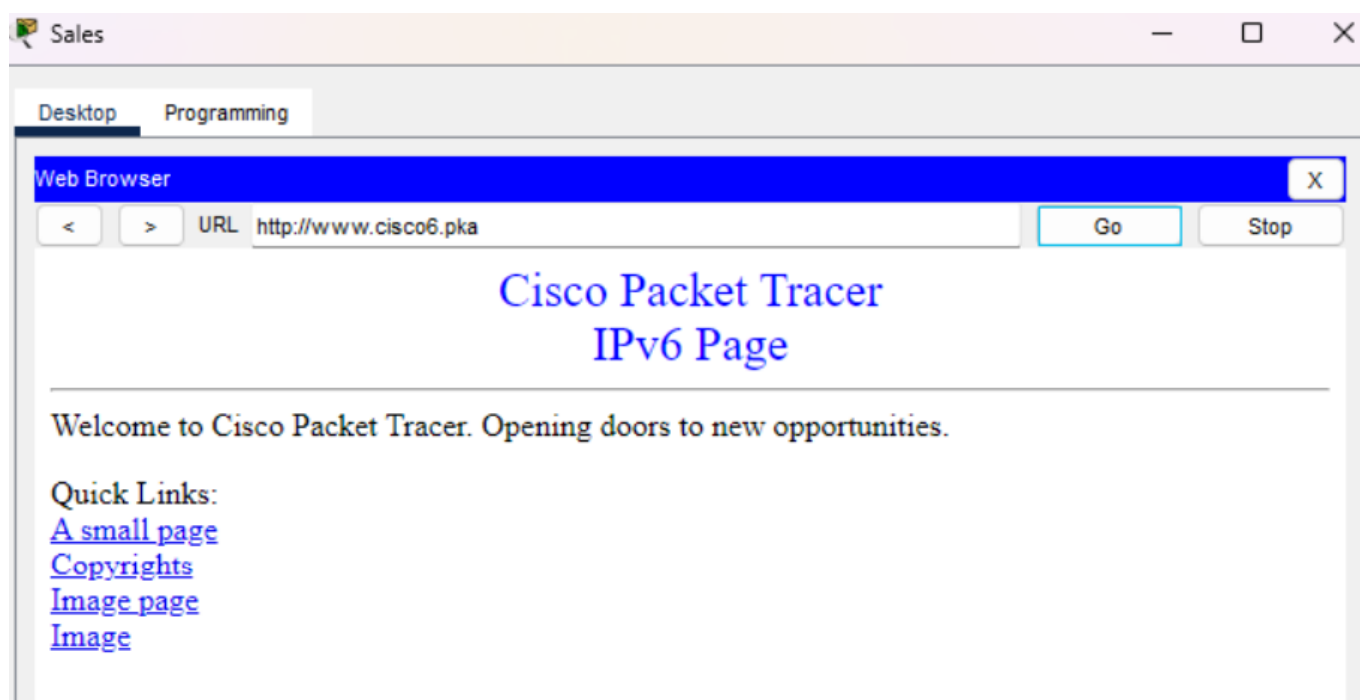 Sales
Desktop Programming
Web Browser X
< > URL http://www.cisco6.pka Go Stop
Cisco Packet Tracer
IPv6 Page
Welcome to Cisco Packet Tracer. Opening doors to new opportunities.
Quick Links:
A small page
Copyrights
Image page
Image